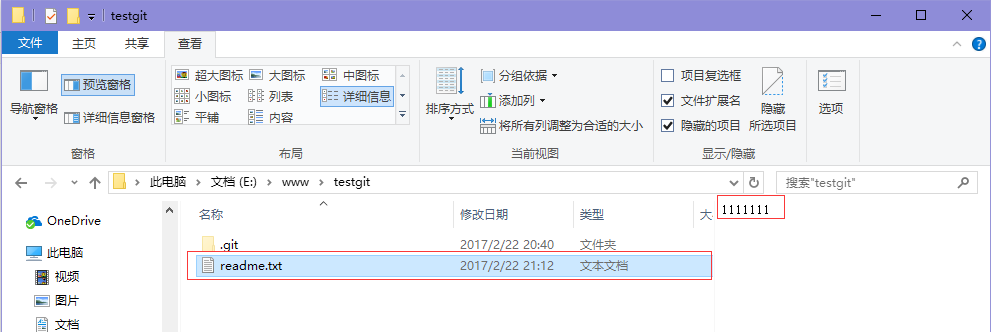 testgit
文件 主页 共享 查看
导航窗格 预览窗格 详细信息窗格
窗格
超大图标 大图标 中图标
小图标 列表 详细信息
平铺 内容
布局
排序方式 分组依据 添加列 将所有列调整为合适的大小
当前视图
项目复选框 文件扩展名 隐藏的项目 隐藏所选项目
显示/隐藏
选项
此电脑 文档 (E:) www testgit 搜索"testgit"
OneDrive
此电脑
视频
图片
文档
名称 修改日期 类型 大
.git 2017/2/22 20:40 文件夹
readme.txt 2017/2/22 21:12 文本文档
1111111